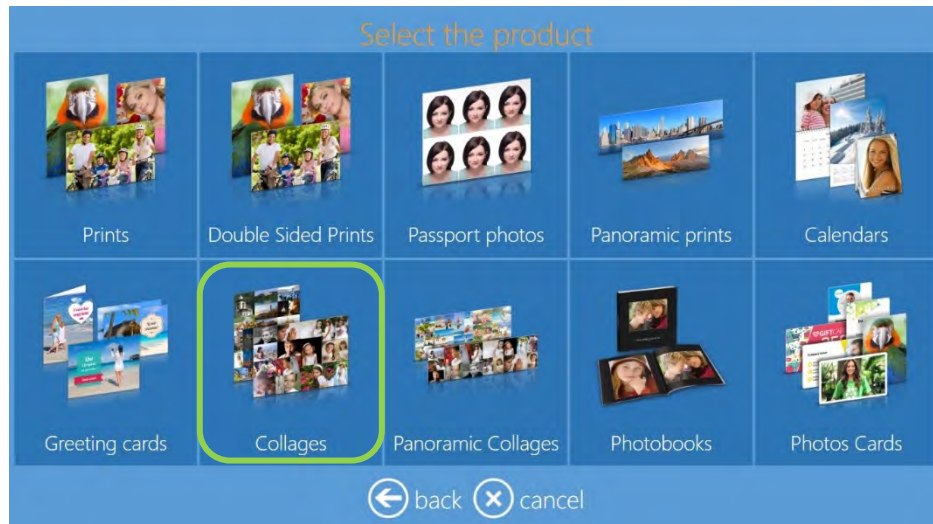 Select the product
Prints
Double Sided Prints
Passport photos
Panoramic prints
Calendars
Greeting cards
Collages
Panoramic Collages
Photobooks
Photos Cards
back cancel